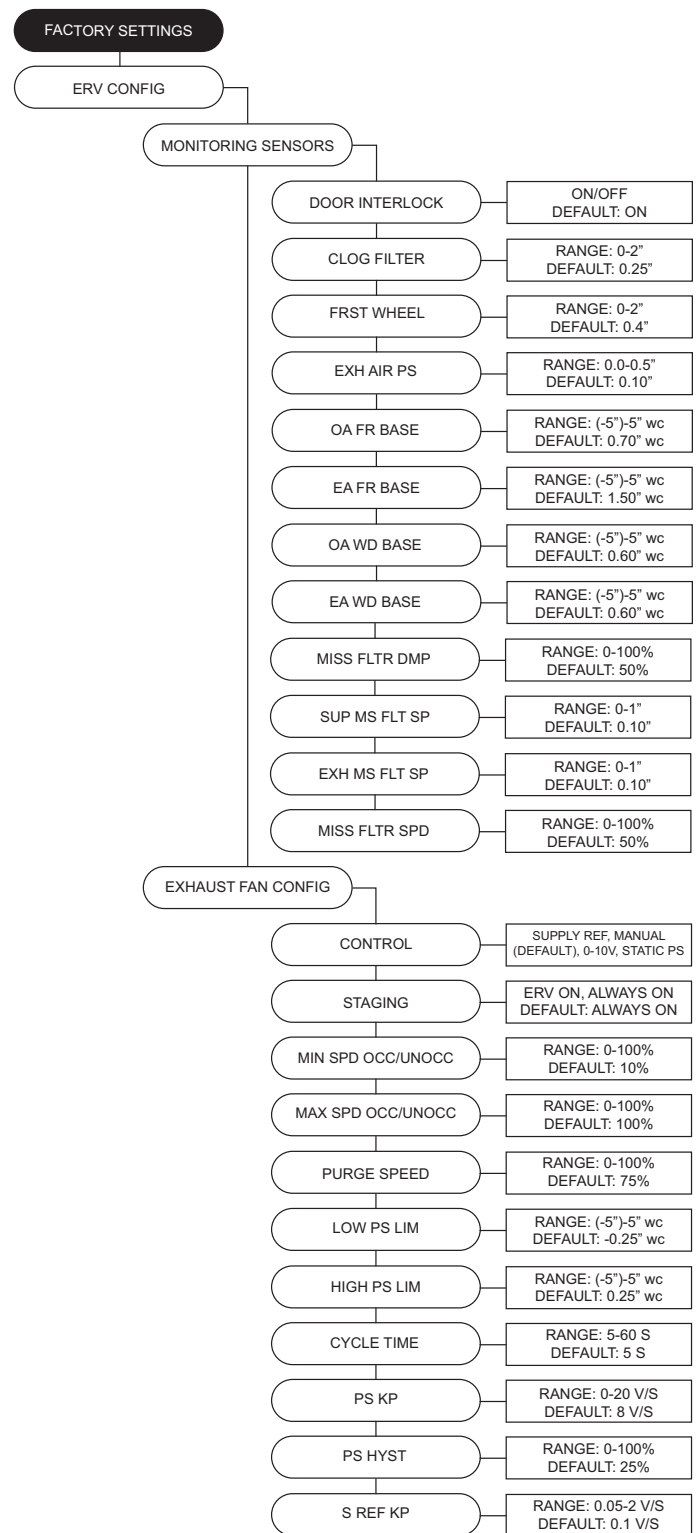 FACTORY SETTINGS
ERV CONFIG
MONITORING SENSORS
DOOR INTERLOCK
ON/OFF
DEFAULT: ON
CLOG FILTER
RANGE: 0-2”
DEFAULT: 0.25”
FRST WHEEL
RANGE: 0-2”
DEFAULT: 0.4”
EXH AIR PS
RANGE: 0.0-0.5”
DEFAULT: 0.10”
OA FR BASE
RANGE: (-5”)-5” wc
DEFAULT: 0.70” wc
EA FR BASE
RANGE: (-5”)-5” wc
DEFAULT: 1.50” wc
OA WD BASE
RANGE: (-5”)-5” wc
DEFAULT: 0.60” wc
EA WD BASE
RANGE: (-5”)-5” wc
DEFAULT: 0.60” wc
MISS FLTR DMP
RANGE: 0-100%
DEFAULT: 50%
SUP MS FLT SP
RANGE: 0-1”
DEFAULT: 0.10”
EXH MS FLT SP
RANGE: 0-1”
DEFAULT: 0.10”
MISS FLTR SPD
RANGE: 0-100%
DEFAULT: 50%
EXHAUST FAN CONFIG
CONTROL
SUPPLY REF, MANUAL
(DEFAULT), 0-10V, STATIC PS
STAGING
ERV ON, ALWAYS ON
DEFAULT: ALWAYS ON
MIN SPD OCC/UNOCC
RANGE: 0-100%
DEFAULT: 10%
MAX SPD OCC/UNOCC
RANGE: 0-100%
DEFAULT: 100%
PURGE SPEED
RANGE: 0-100%
DEFAULT: 75%
LOW PS LIM
RANGE: (-5”)-5” wc
DEFAULT: -0.25” wc
HIGH PS LIM
RANGE: (-5”)-5” wc
DEFAULT: 0.25” wc
CYCLE TIME
RANGE: 5-60 S
DEFAULT: 5 S
PS KP
RANGE: 0-20 V/S
DEFAULT: 8 V/S
PS HYST
RANGE: 0-100%
DEFAULT: 25%
S REF KP
RANGE: 0.05-2 V/S
DEFAULT: 0.1 V/S